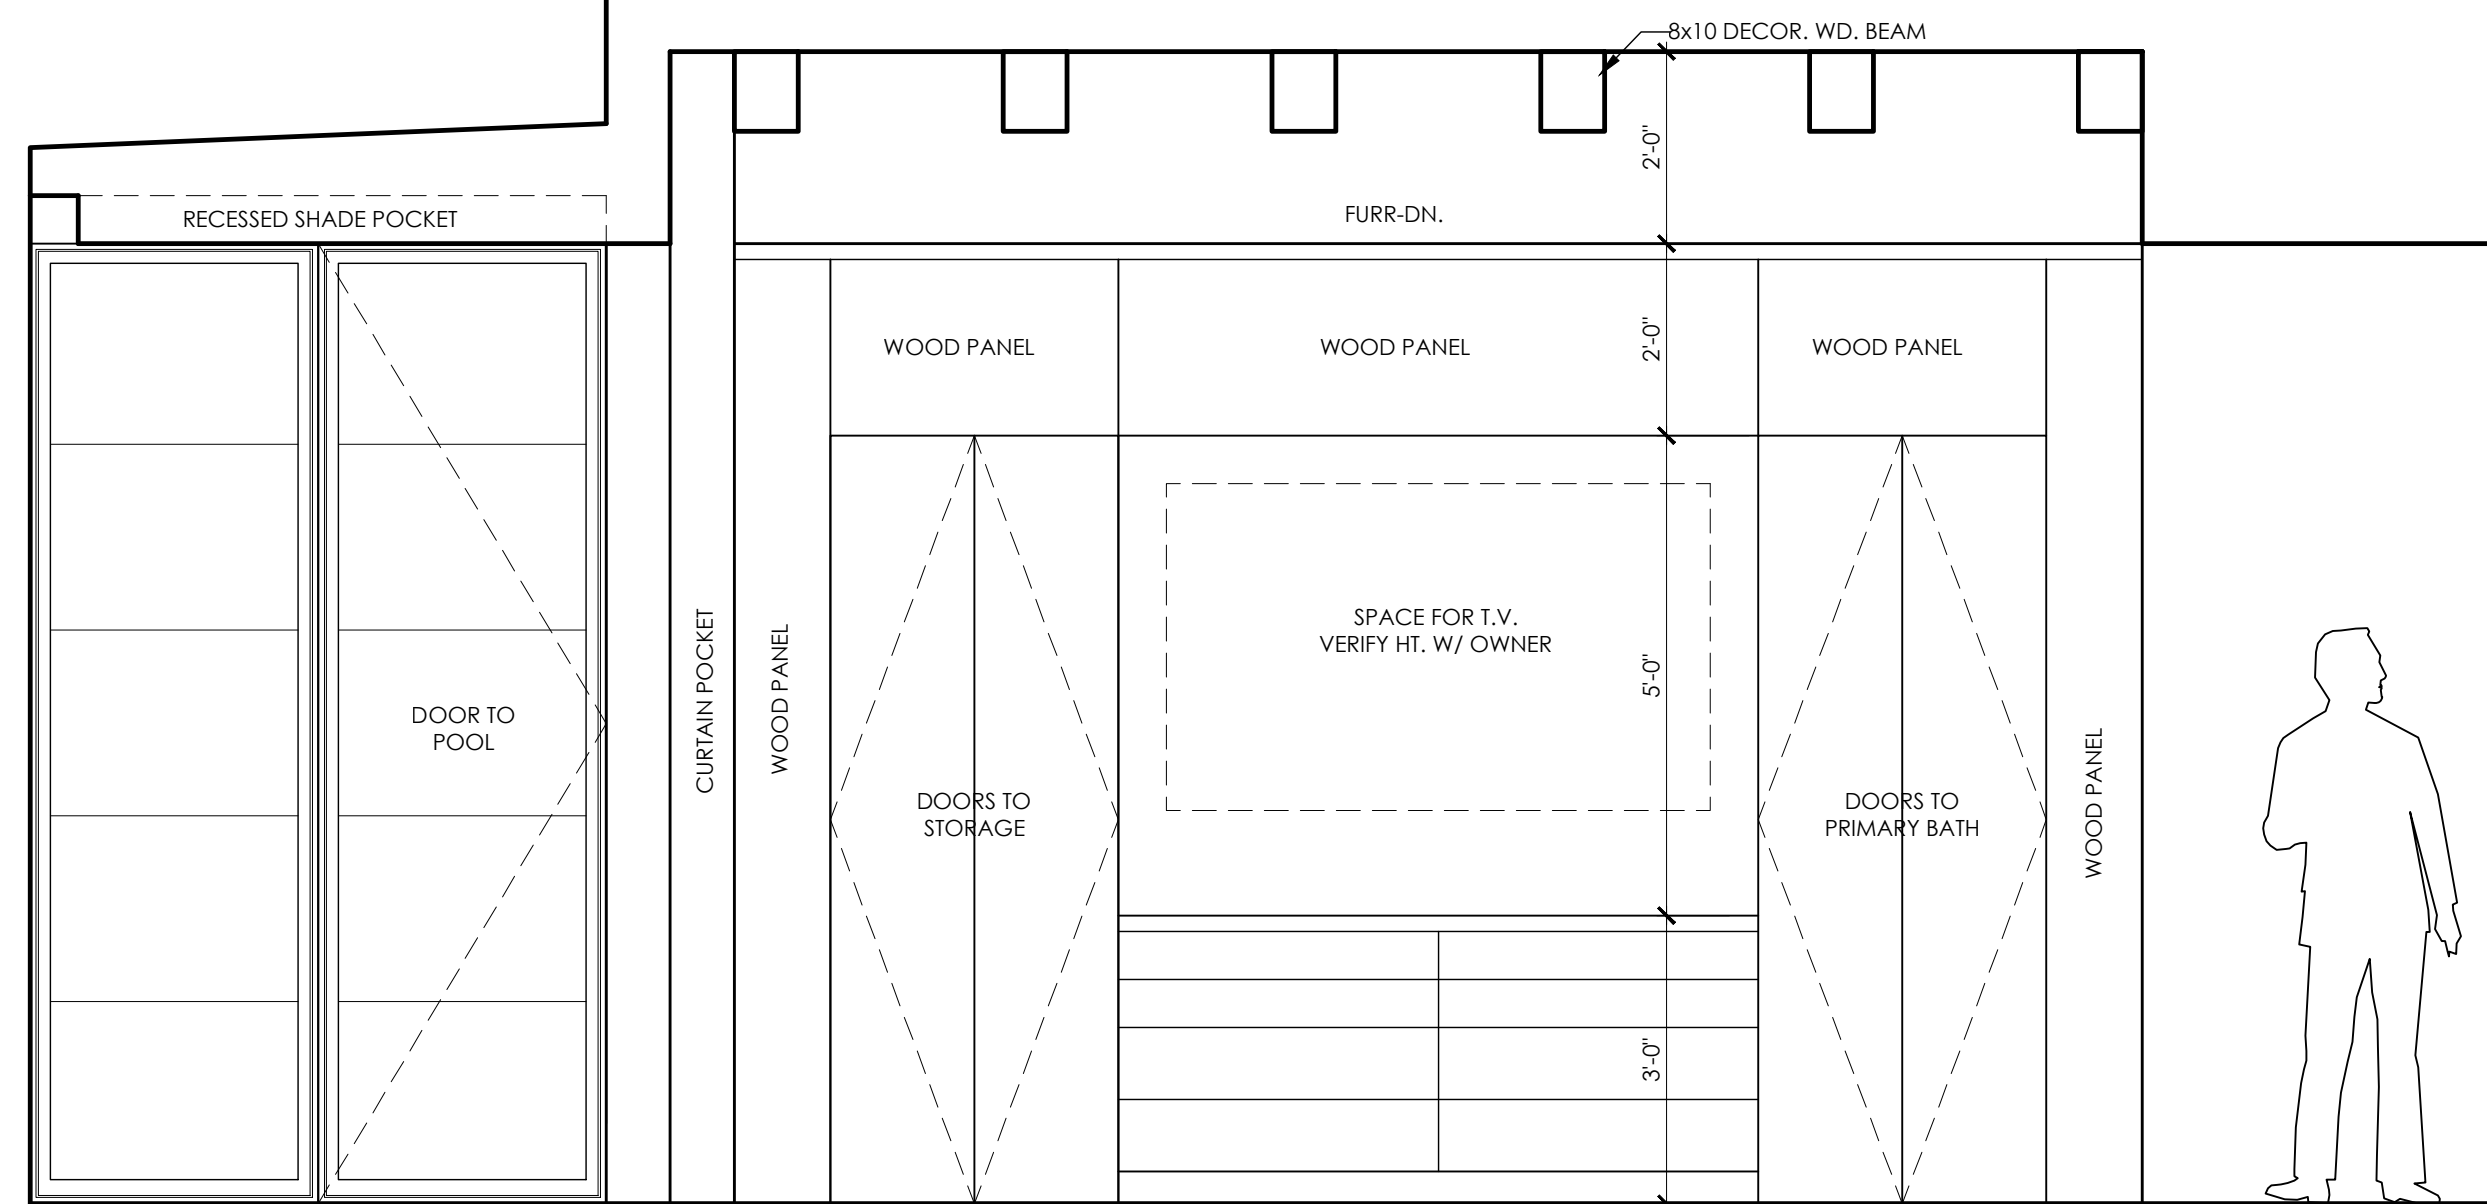 8x10 DECOR. WD. BEAM
2'-0"
RECESSED SHADE POCKET
FURR-DN.
WOOD PANEL
WOOD PANEL
2'-0"
WOOD PANEL
SPACE FOR T.V.
VERIFY HT. W/ OWNER
5'-0"
CURTAIN POCKET
WOOD PANEL
DOOR TO
POOL
DOORS TO
STORAGE
DOORS TO
PRIMARY BATH
WOOD PANEL
3'-0"